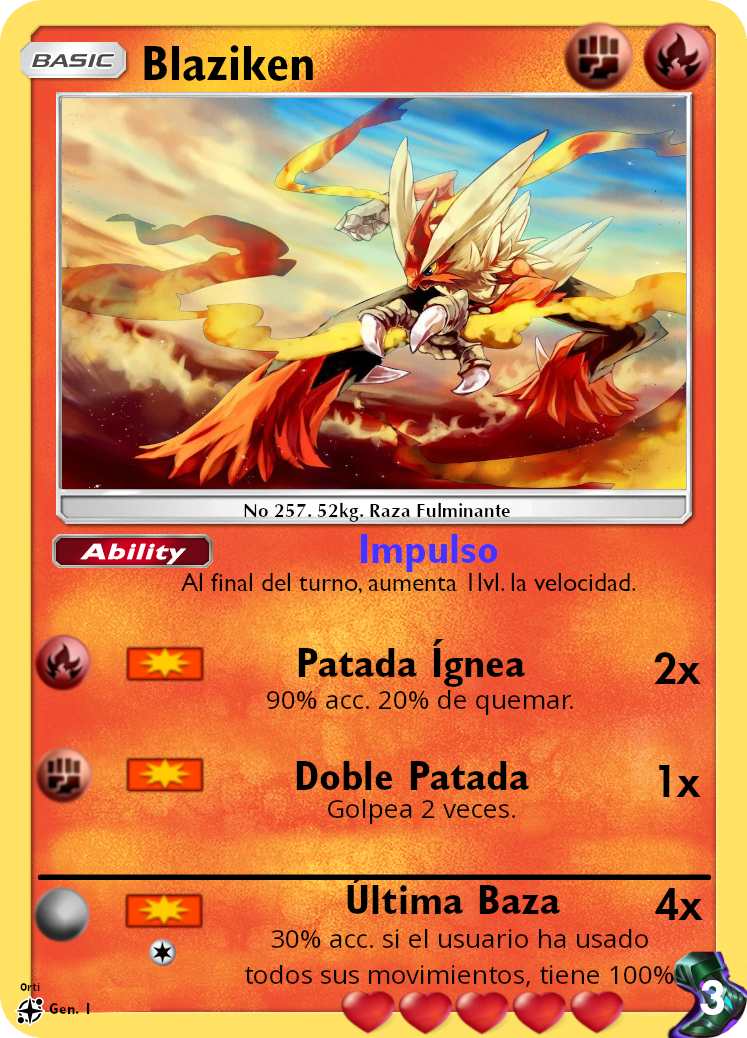 BASIC
Blaziken
No 257. 52kg. Raza Fulminante
Ability
Impulso
Al final del turno, aumenta 1lvl. la velocidad.
Patada Ígnea 2x
90% acc. 20% de quemar.
Doble Patada 1x
Golpea 2 veces.
Última Baza 4x
30% acc. si el usuario ha usado
todos sus movimientos, tiene 100%
3
Orti
Gen. I